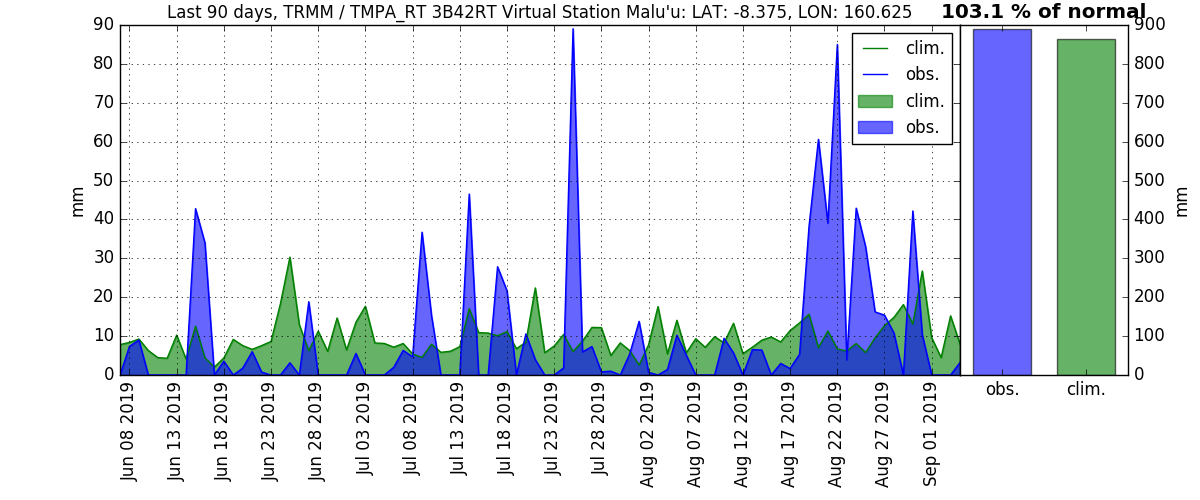 Last 90 days, TRMM / TMPA_RT 3B42RT Virtual Station Malu'u: LAT: -8.375, LON: 160.625
103.1 % of normal
90
80
70
60
50
40
30
20
10
0
mm
clim.
obs.
clim.
obs.
900
800
700
600
500
400
300
200
100
0
mm
Jun 08 2019
Jun 13 2019
Jun 18 2019
Jun 23 2019
Jun 28 2019
Jul 03 2019
Jul 08 2019
Jul 13 2019
Jul 18 2019
Jul 23 2019
Jul 28 2019
Aug 02 2019
Aug 07 2019
Aug 12 2019
Aug 17 2019
Aug 22 2019
Aug 27 2019
Sep 01 2019
obs.
clim.